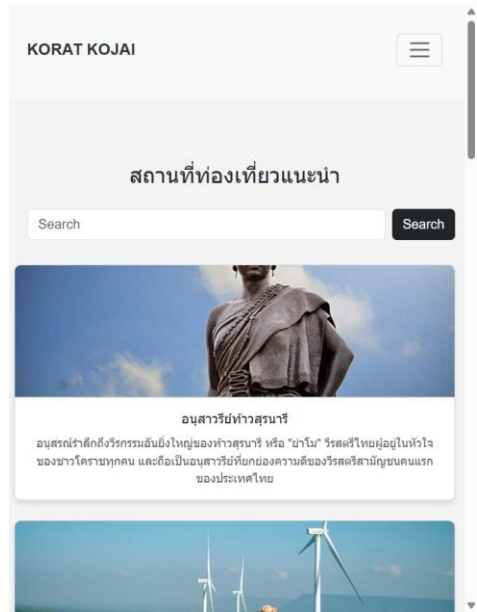 KORAT KOJAI
สถานที่ท่องเที่ยวแนะนำ
Search
Search
อนุสาวรีย์ท้าวสุรนารี
อนุสรณ์รำลึกถึงวีรกรรมอันยิ่งใหญ่ของท้าวสุรนารี หรือ "ย่าโม" วีรสตรีไทยผู้อยู่ในหัวใจ
ของชาวโคราชทุกคน และถือเป็นอนุสาวรีย์ที่ยกย่องความดีของวีรสตรีสามัญชนคนแรก
ของประเทศไทย